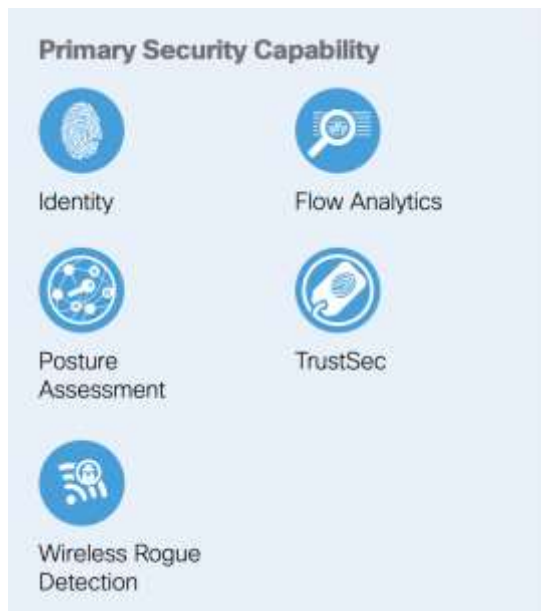 Primary Security Capability
Identity
Flow Analytics
Posture
Assessment
TrustSec
Wireless Rogue
Detection